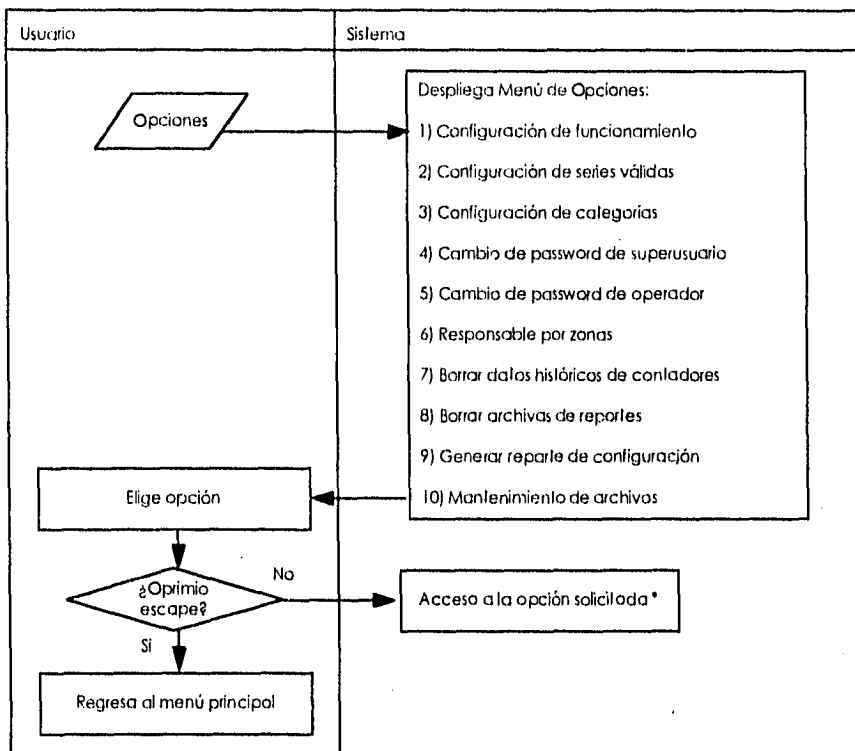 Usuario
Sistema
Opciones
Despliega Menú de Opciones:
1) Configuración de funcionamiento
2) Configuración de series válidas
3) Configuración de categorías
4) Cambio de password de superusuario
5) Cambio de password de operador
6) Responsable por zonas
7) Borrar datos históricos de contadores
8) Borrar archivas de reportes
9) Generar reporte de configuración
10) Mantenimiento de archivos
Elige opción
¿Oprimio
escape?
No
Acceso a la opción solicitada *
Si
Regresa al menú principal